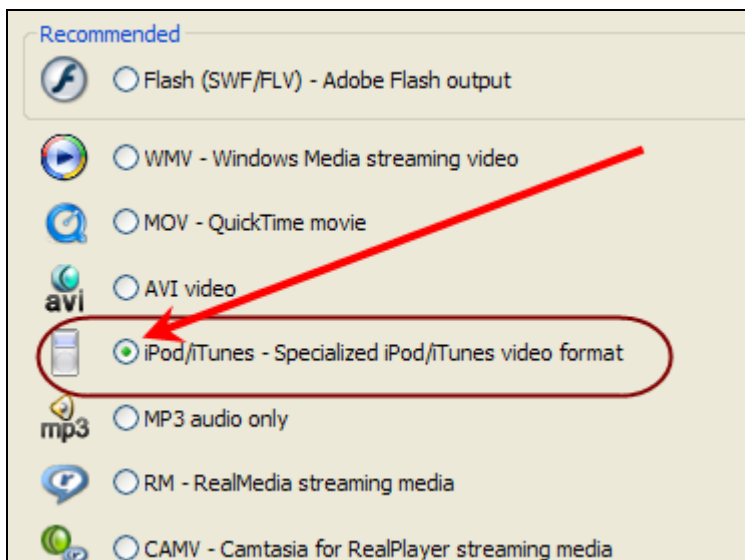 Recommended
Flash (SWF/FLV) - Adobe Flash output
WMV - Windows Media streaming video
MOV - QuickTime movie
avi
AVI video
iPod/iTunes - Specialized iPod/iTunes video format
mp3
MP3 audio only
RM - RealMedia streaming media
CAMV - Camtasia for RealPlayer streaming media